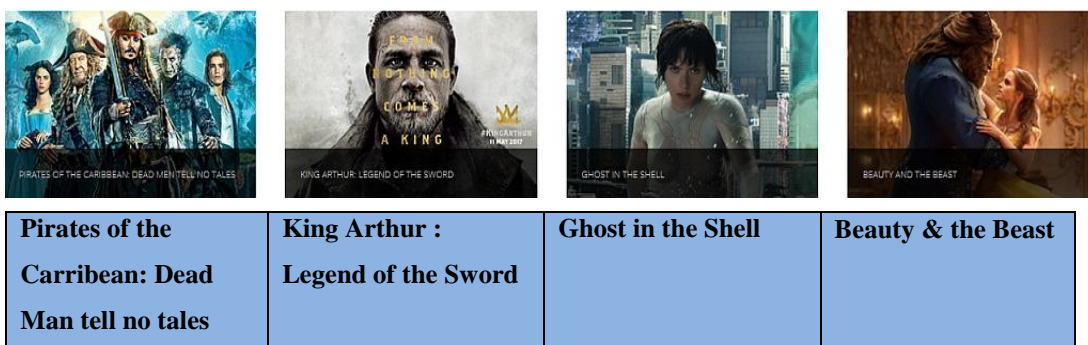 FROM
NOTHING
COMES
A KING
#KINGARTHUR
11 MAY 2017
PIRATES OF THE CARIBBEAN: DEAD MEN TELL NO TALES
KING ARTHUR: LEGEND OF THE SWORD
GHOST IN THE SHELL
BEAUTY AND THE BEAST
Pirates of the
Carribean: Dead
Man tell no tales
King Arthur :
Legend of the Sword
Ghost in the Shell
Beauty & the Beast